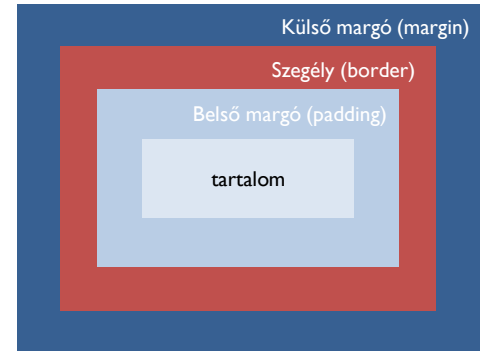 Külső margó (margin)
Szegély (border)
Belső margó (padding)
tartalom